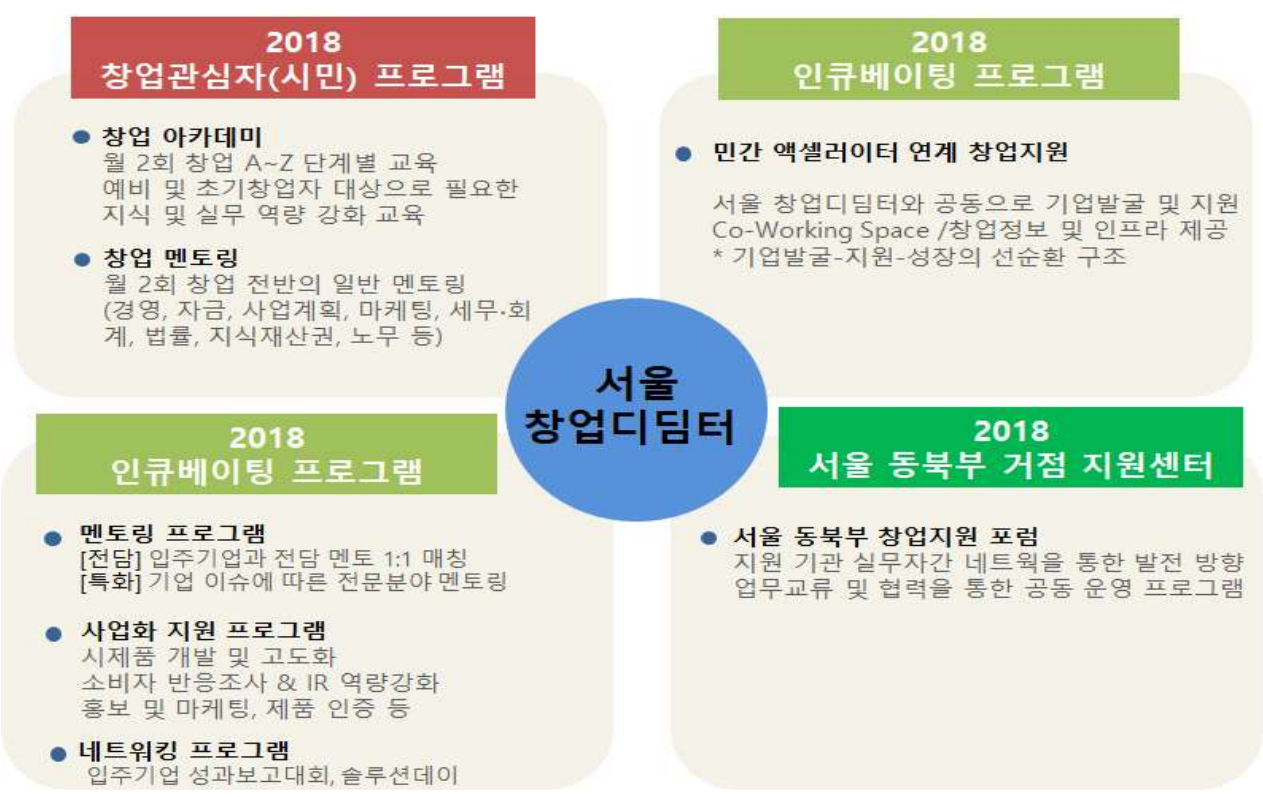 2018
창업관심자(시민) 프로그램
창업 아카데미
월 2회 창업 A~Z 단계별 교육
예비 및 초기창업자 대상으로 필요한
지식 및 실무 역량 강화 교육
창업 멘토링
월 2회 창업 전반의 일반 멘토링
(경영, 자금, 사업계획, 마케팅, 세무·회
계, 법률, 지식재산권, 노무 등)
2018
인큐베이팅 프로그램
민간 액셀러이터 연계 창업지원
서울 창업디딤터와 공동으로 기업발굴 및 지원
Co-Working Space /창업정보 및 인프라 제공
* 기업발굴-지원-성장의 선순환 구조
서울
창업디딤터
2018
인큐베이팅 프로그램
멘토링 프로그램
[전담] 입주기업과 전담 멘토 1:1 매칭
[특화] 기업 이슈에 따른 전문분야 멘토링
사업화 지원 프로그램
시제품 개발 및 고도화
소비자 반응조사 & IR 역량강화
홍보 및 마케팅, 제품 인증 등
네트워킹 프로그램
입주기업 성과보고대회, 솔루션데이
2018
서울 동북부 거점 지원센터
서울 동북부 창업지원 포럼
지원 기관 실무자간 네트웍을 통한 발전 방향
업무교류 및 협력을 통한 공동 운영 프로그램